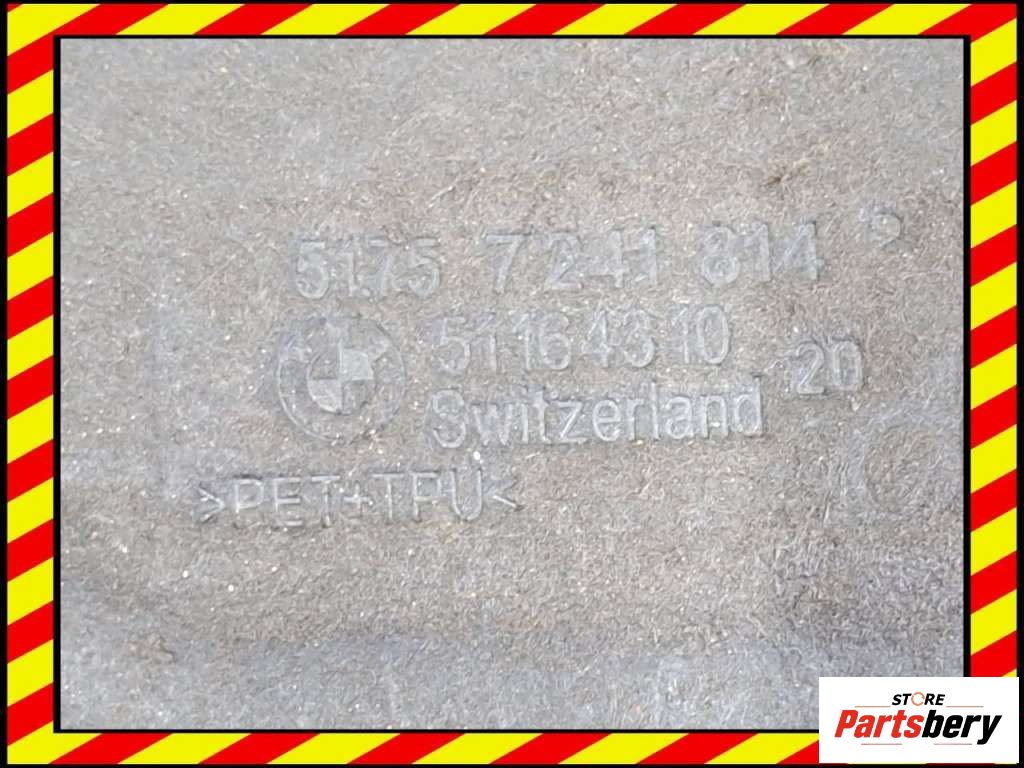 5175 7241 814
51164310
20
Switzerland
>PET+TPU<
STORE
Partsbery